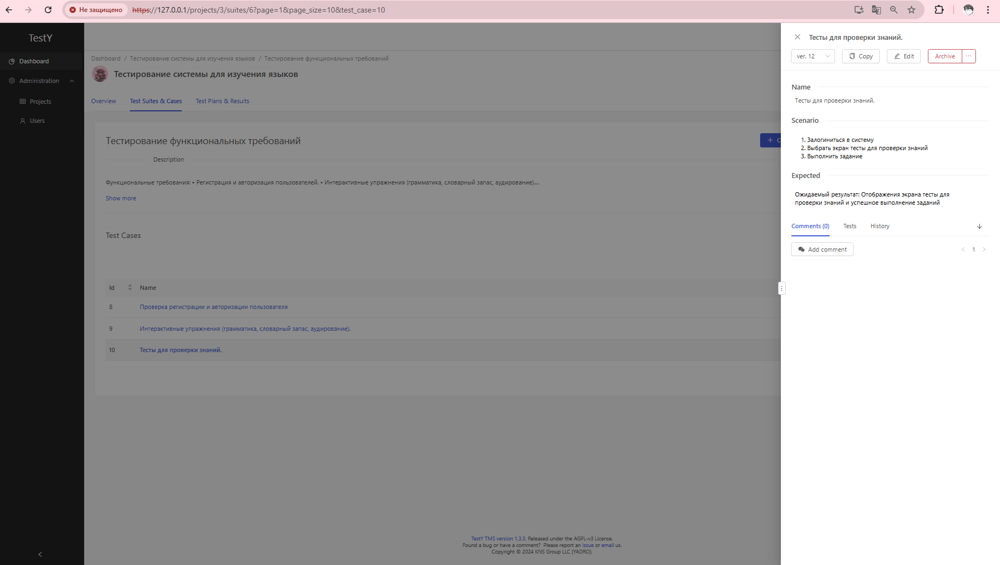 Не защищено
https://127.0.0.1/projects/3/suites/6?page=1&page_size=10&test_case=10
TestY
Dashboard
Administration
Projects
Users
Dashboard / Тестирование системы для изучения языков / Тестирование функциональных требований
Тестирование системы для изучения языков
Overview
Test Suites & Cases
Test Plans & Results
Тестирование функциональных требований
Description
Функциональные требования: • Регистрация и авторизация пользователей. • Интерактивные упражнения (грамматика, словарный запас, аудирование)....
Show more
Test Cases
Id Name
8 Проверка регистрации и авторизации пользователя
9 Интерактивные упражнения (грамматика, словарный запас, аудирование).
10 Тесты для проверки знаний.
TestY TMS version 1.3.3. Released under the AGPL-v3 License.
Found a bug or have a comment? Please report an issue or email us.
Copyright © 2024 KNS Group LLC (YADRO).
Тесты для проверки знаний.
ver. 12
Copy
Edit
Archive
Name
Тесты для проверки знаний.
Scenario
1. Залогиниться в систему
2. Выбрать экран тесты для проверки знаний
3. Выполнить задание
Expected
Ожидаемый результат: Отображения экрана тесты для
проверки знаний и успешное выполнение заданий
Comments (0)
Tests
History
Add comment
1